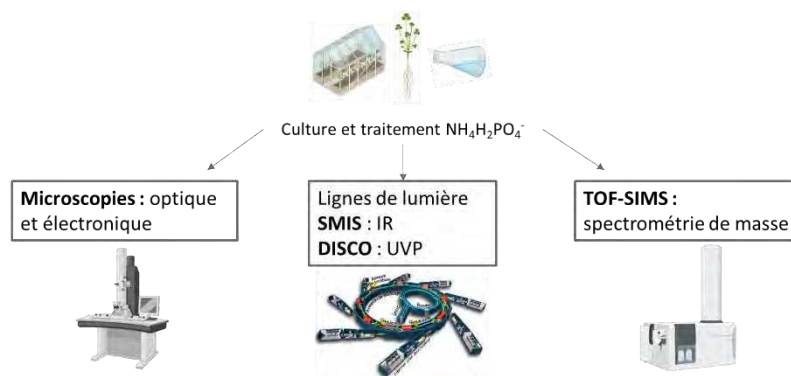 Culture et traitement NH₄H₂PO₄⁻
Microscopies : optique
et électronique
Lignes de lumière
SMIS : IR
DISCO : UVP
TOF-SIMS :
spectrométrie de masse